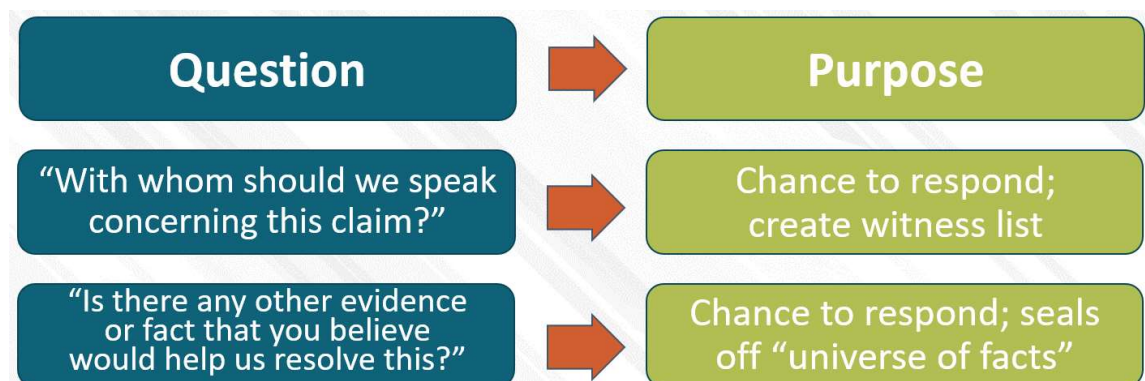 Question
Purpose
“With whom should we speak
concerning this claim?”
Chance to respond;
create witness list
“Is there any other evidence
or fact that you believe
would help us resolve this?”
Chance to respond; seals
off “universe of facts”